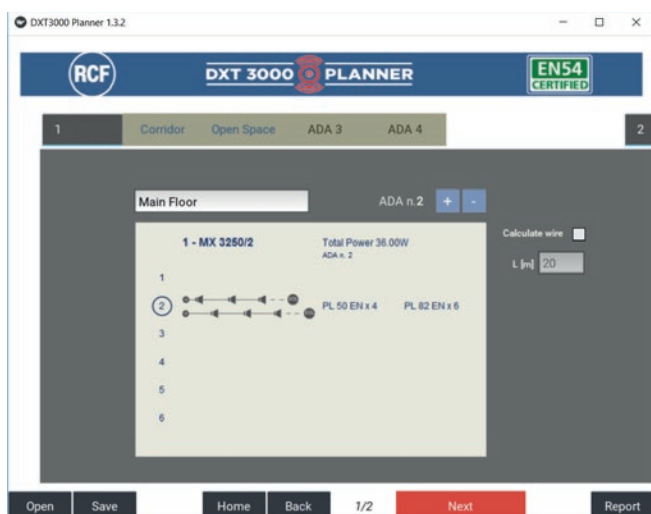 DXT3000 Planner 1.3.2
RCF
DXT 3000 PLANNER
EN54
CERTIFIED
1 Corridor Open Space ADA 3 ADA 4 2
Main Floor ADA n.2 + -
1 - MX 3250/2 Total Power 36.00W
ADA n. 2
Calculate wire
L [m] 20
1
2 PL 50 EN x 4 PL 82 EN x 6
3
4
5
6
Open Save Home Back 1/2 Next Report